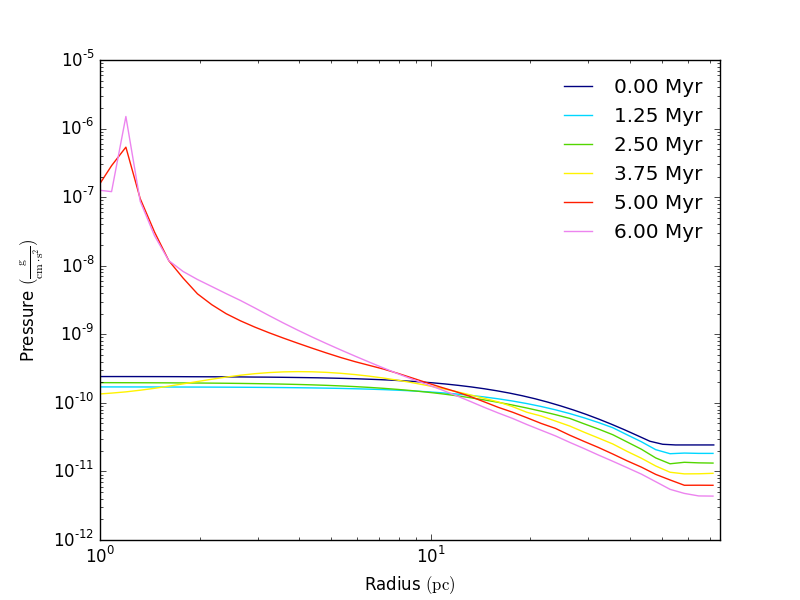 10^-5
10^-6
10^-7
10^-8
10^-9
10^-10
10^-11
10^-12
Pressure (g/cm·s^2)
0.00 Myr
1.25 Myr
2.50 Myr
3.75 Myr
5.00 Myr
6.00 Myr
10^0 10^1
Radius (pc)